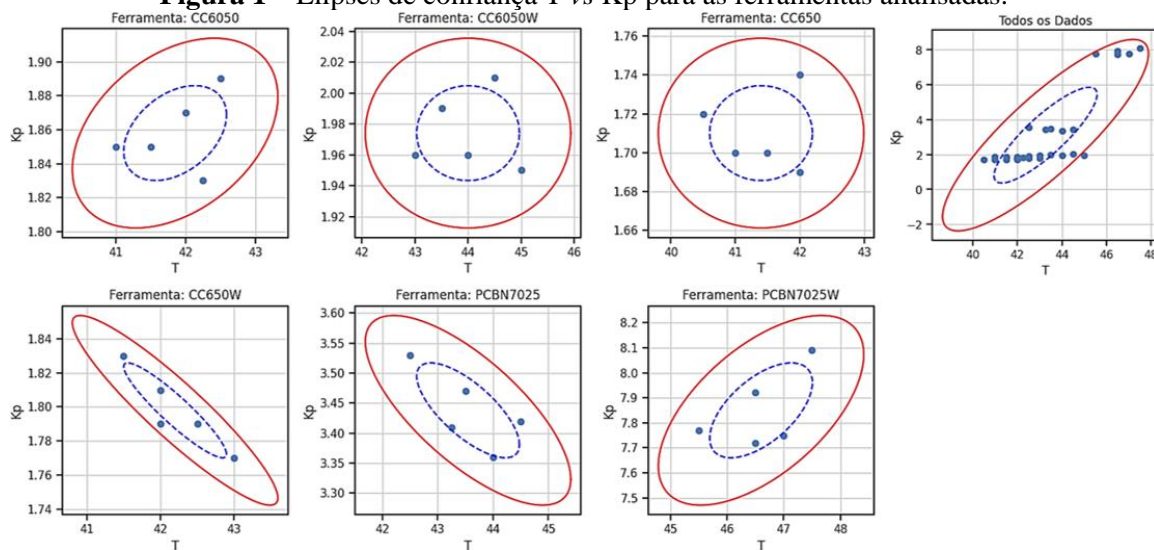 Figura 1 – Elipses de confiança T vs Kp para as ferramentas analisadas.
Ferramenta: CC6050
Kp
1.90
1.88
1.86
1.84
1.82
1.80
41 42 43
T
Ferramenta: CC6050W
Kp
2.04
2.02
2.00
1.98
1.96
1.94
1.92
42 43 44 45 46
T
Ferramenta: CC650
Kp
1.76
1.74
1.72
1.70
1.68
1.66
40 41 42 43
T
Todos os Dados
Kp
8
6
4
2
0
−2
40 42 44 46 48
T
Ferramenta: CC650W
Kp
1.84
1.82
1.80
1.78
1.76
1.74
41 42 43
T
Ferramenta: PCBN7025
Kp
3.60
3.55
3.50
3.45
3.40
3.35
3.30
42 43 44 45
T
Ferramenta: PCBN7025W
Kp
8.2
8.1
8.0
7.9
7.8
7.7
7.6
7.5
45 46 47 48
T